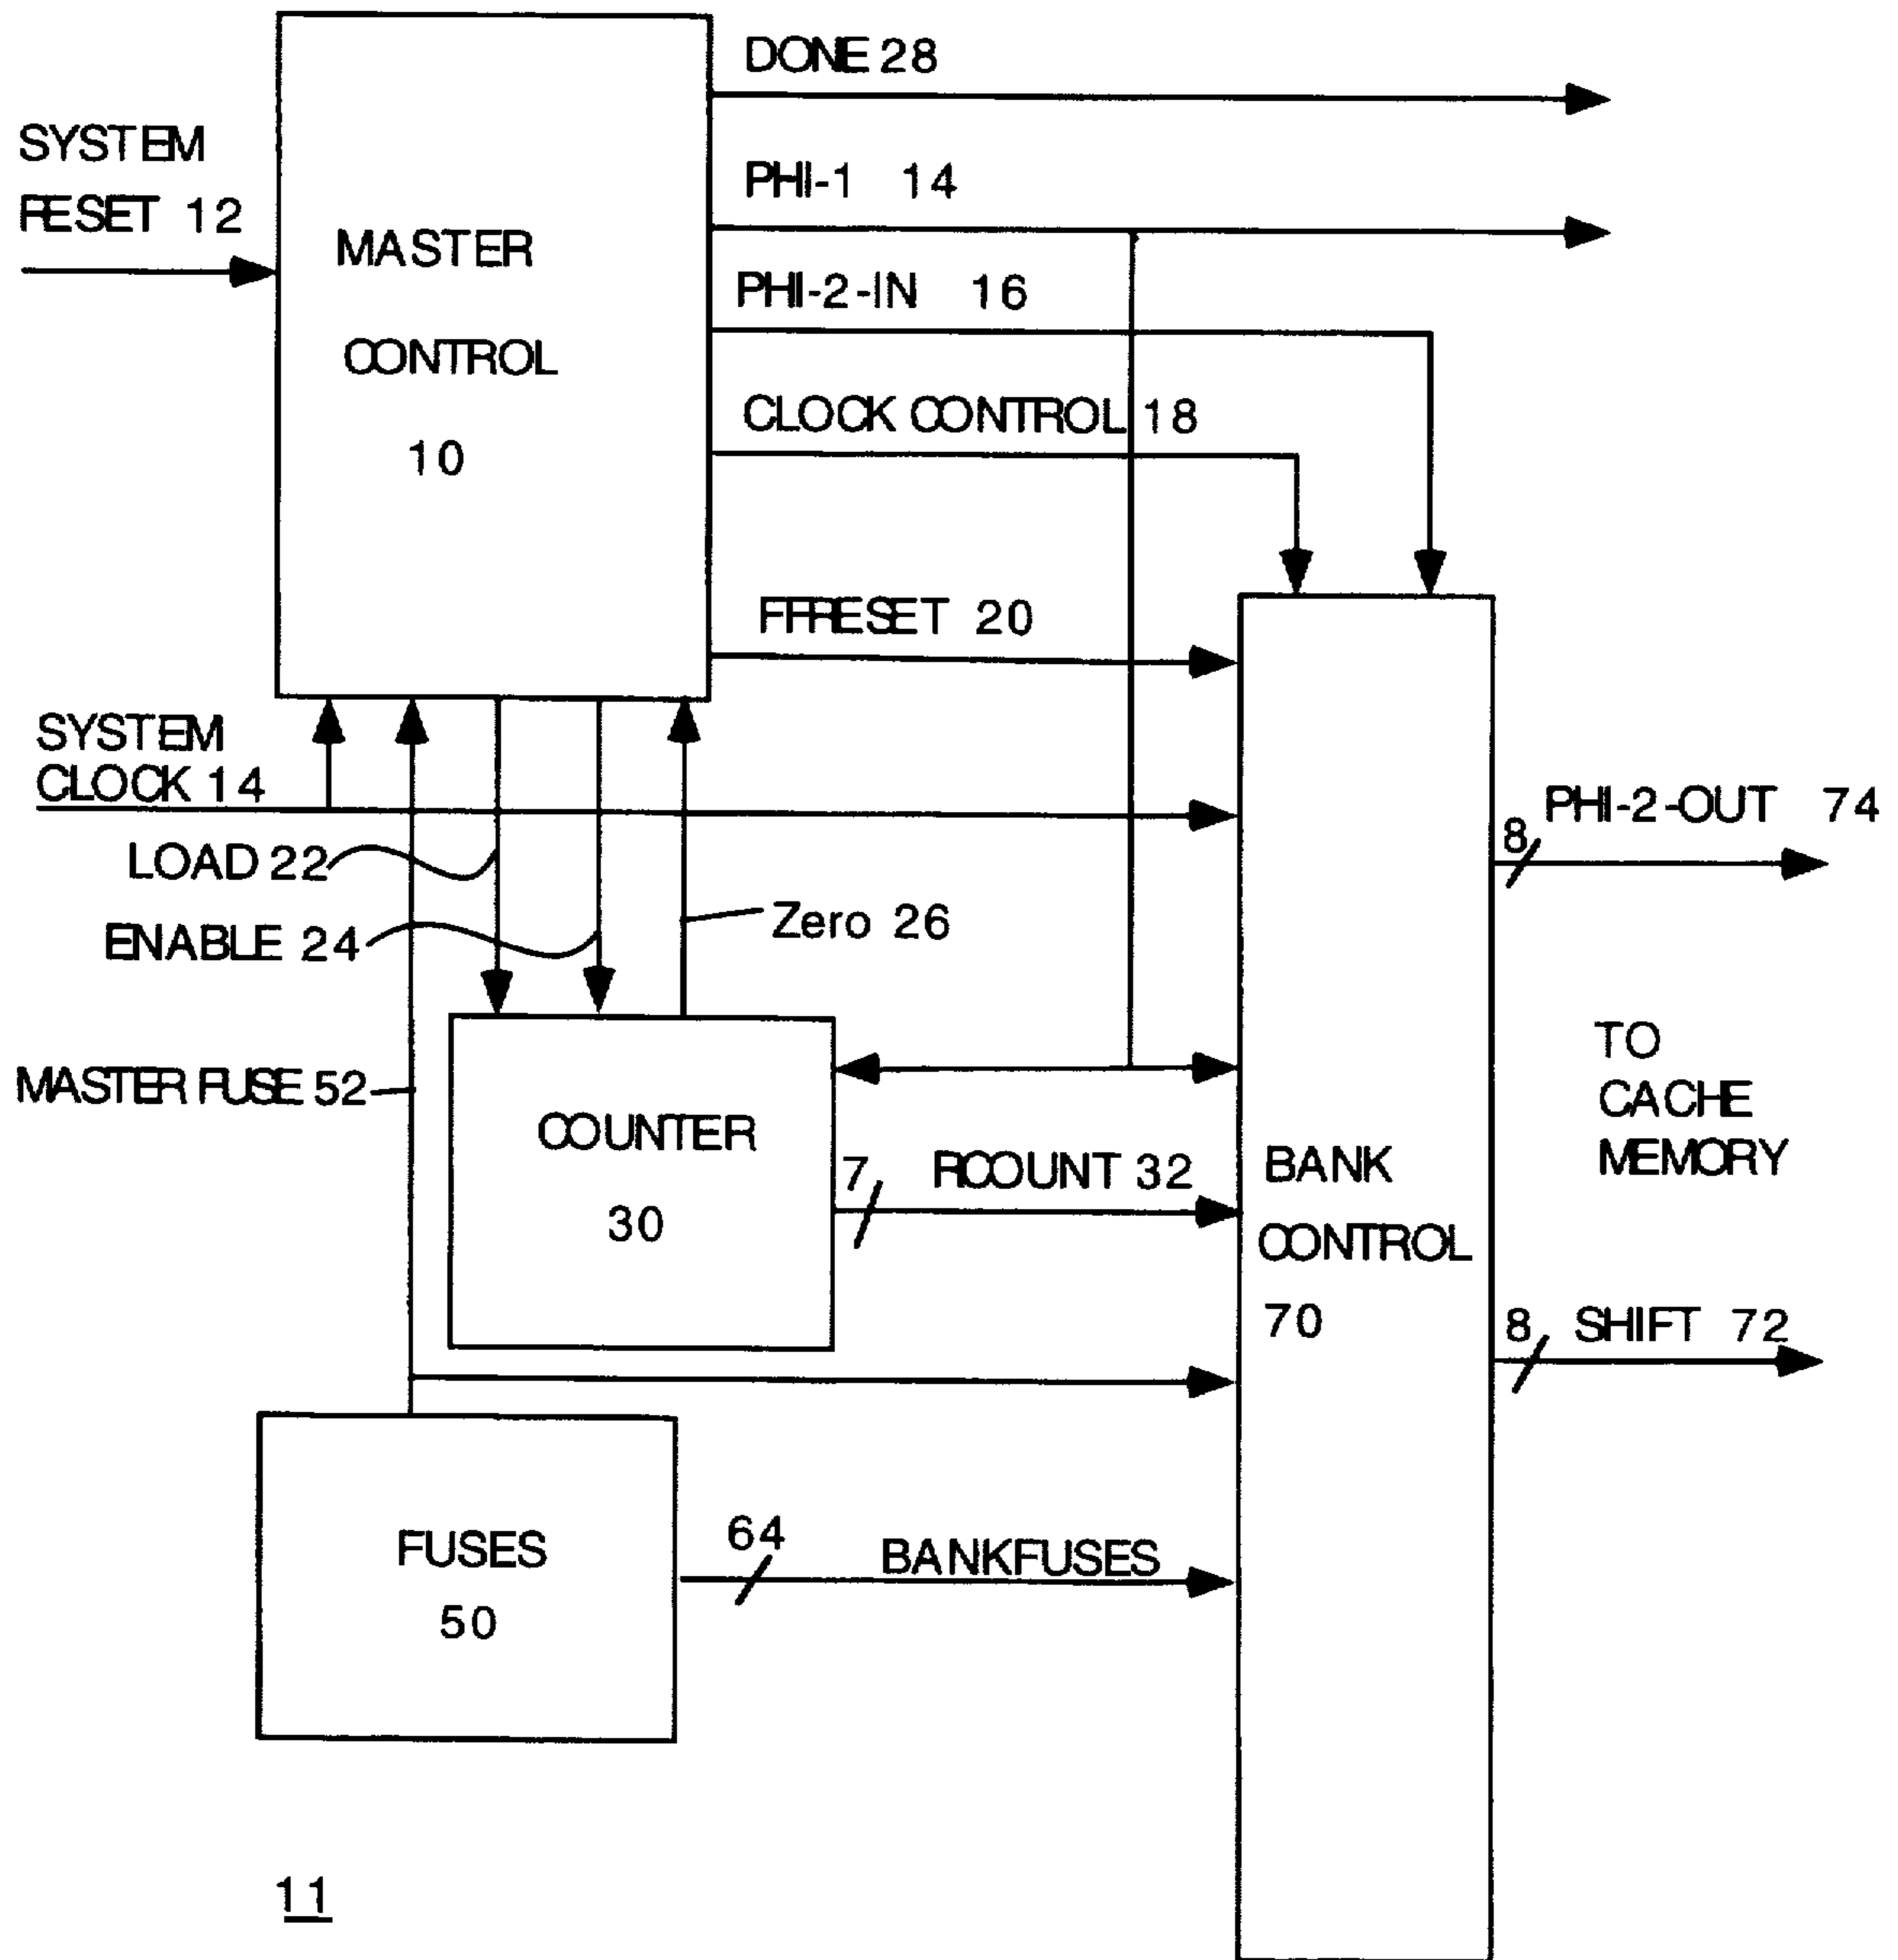 DONE 28
SYSTEM
RESET 12
PHI-1 14
MASTER
CONTROL
10
PHI-2-IN 16
CLOCK CONTROL 18
FFRESET 20
SYSTEM
CLOCK 14
LOAD 22
ENABLE 24
Zero 26
8
PHI-2-OUT 74
MASTER FUSE 52
COUNTER
30
7
RCOUNT 32
BANK
CONTROL
70
TO
CACHE
MEMORY
8
SHIFT 72
FUSES
50
64
BANKFUSES
11